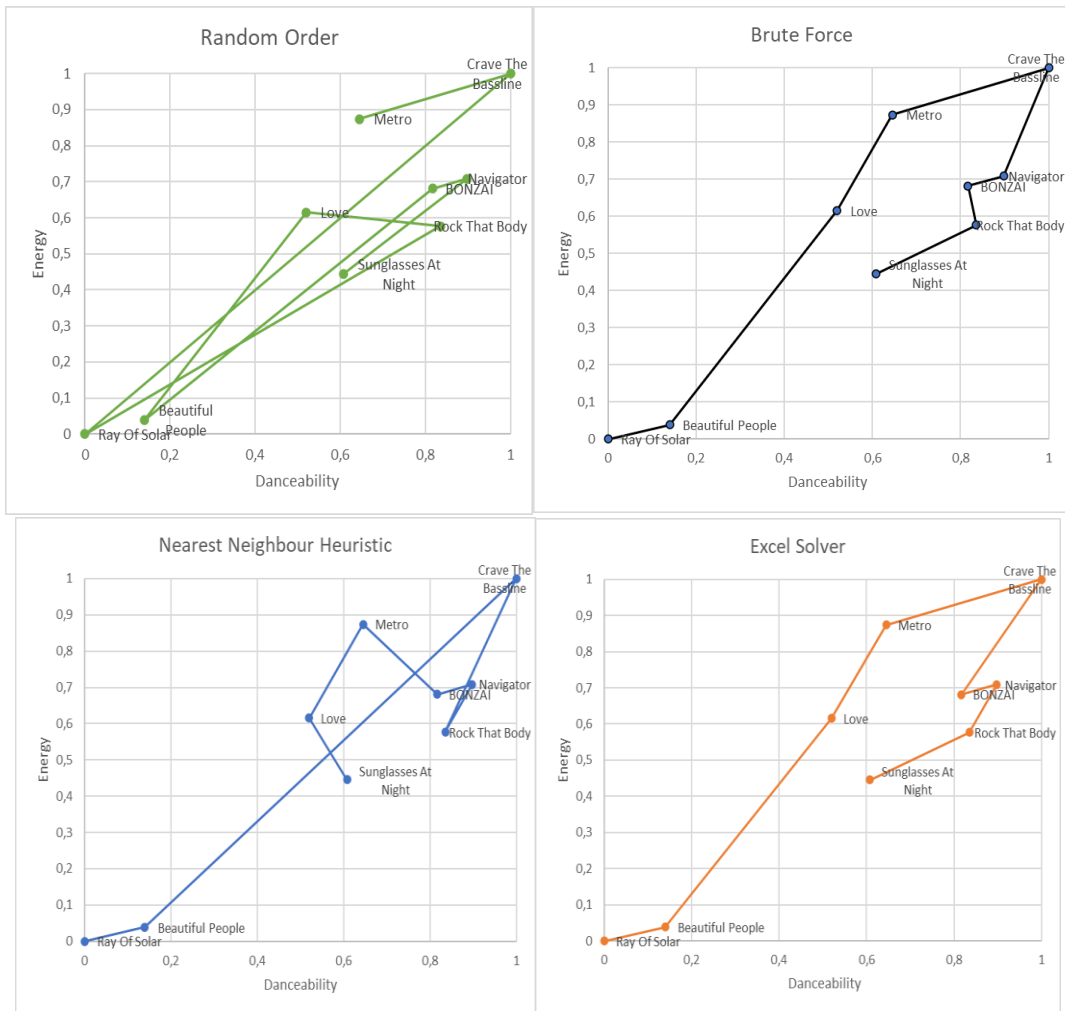 Random Order
Energy
1
0,9
0,8
0,7
0,6
0,5
0,4
0,3
0,2
0,1
0
Crave The
Bassline
Metro
Navigator
BONZAI
Love
Rock That Body
Sunglasses At
Night
Beautiful
People
Ray Of Solar
0
0,2
0,4
0,6
0,8
1
Danceability
Brute Force
Energy
1
0,9
0,8
0,7
0,6
0,5
0,4
0,3
0,2
0,1
0
Crave The
Bassline
Metro
Navigator
BONZAI
Love
Rock That Body
Sunglasses At
Night
Beautiful People
Ray Of Solar
0
0,2
0,4
0,6
0,8
1
Danceability
Nearest Neighbour Heuristic
Energy
1
0,9
0,8
0,7
0,6
0,5
0,4
0,3
0,2
0,1
0
Crave The
Bassline
Metro
Navigator
BONZAI
Love
Rock That Body
Sunglasses At
Night
Beautiful People
Ray Of Solar
0
0,2
0,4
0,6
0,8
1
Danceability
Excel Solver
Energy
1
0,9
0,8
0,7
0,6
0,5
0,4
0,3
0,2
0,1
0
Crave The
Bassline
Metro
Navigator
BONZAI
Love
Rock That Body
Sunglasses At
Night
Beautiful People
Ray Of Solar
0
0,2
0,4
0,6
0,8
1
Danceability